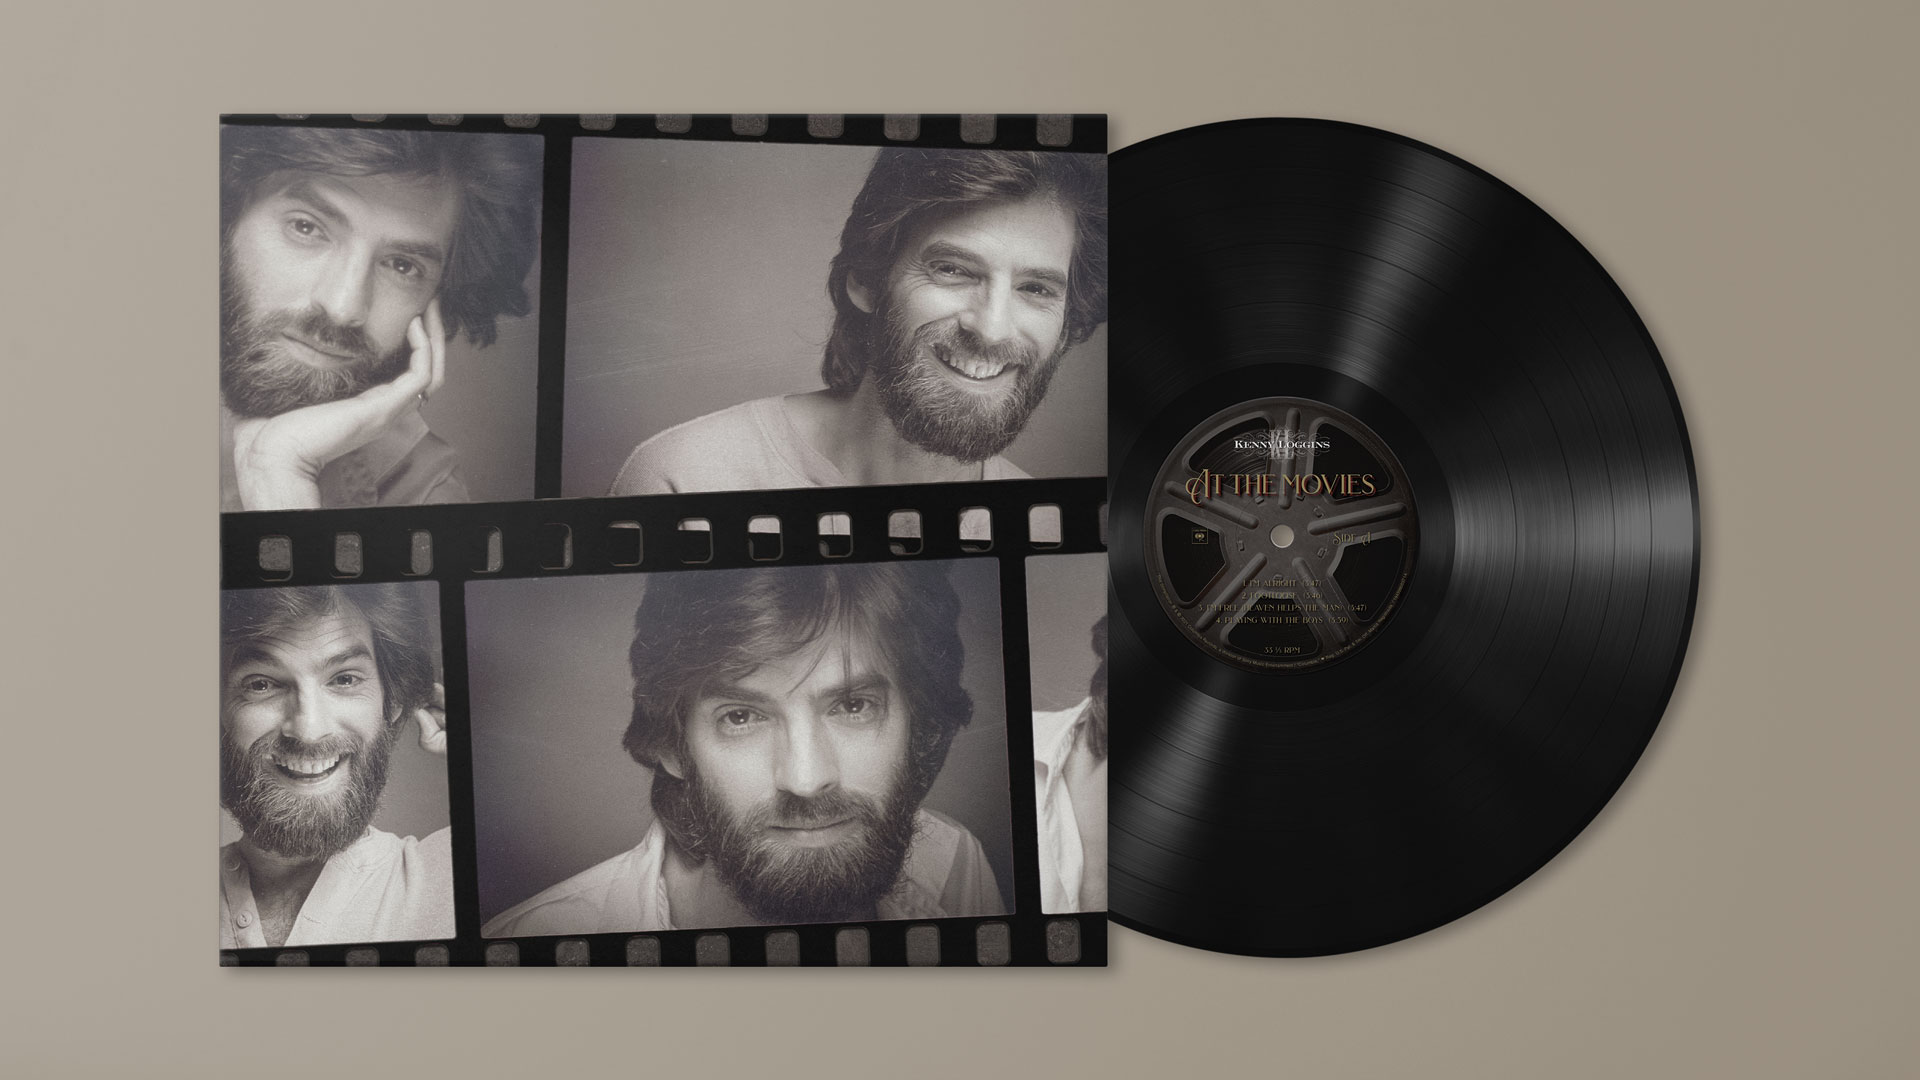 KENNY LOGGINS
AT THE MOVIES
SIDE A
1. I'M ALRIGHT (3:47)
2. FOOTLOOSE (3:46)
3. I'M FREE (HEAVEN HELPS THE MAN) (3:47)
4. PLAYING WITH THE BOYS (3:59)
33 ⅓ RPM